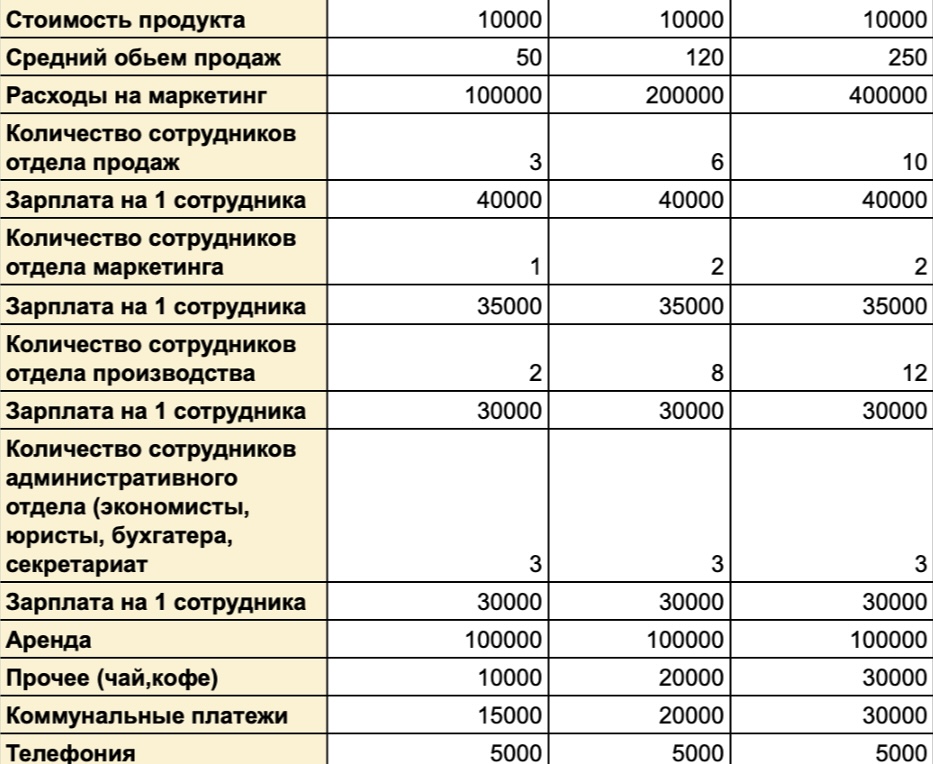 Стоимость продукта 10000 10000 10000
Средний обьем продаж 50 120 250
Расходы на маркетинг 100000 200000 400000
Количество сотрудников
отдела продаж 3 6 10
Зарплата на 1 сотрудника 40000 40000 40000
Количество сотрудников
отдела маркетинга 1 2 2
Зарплата на 1 сотрудника 35000 35000 35000
Количество сотрудников
отдела производства 2 8 12
Зарплата на 1 сотрудника 30000 30000 30000
Количество сотрудников
административного
отдела (экономисты,
юристы, бухгатера,
секретариат 3 3 3
Зарплата на 1 сотрудника 30000 30000 30000
Аренда 100000 100000 100000
Прочее (чай,кофе) 10000 20000 30000
Коммунальные платежи 15000 20000 30000
Телефония 5000 5000 5000